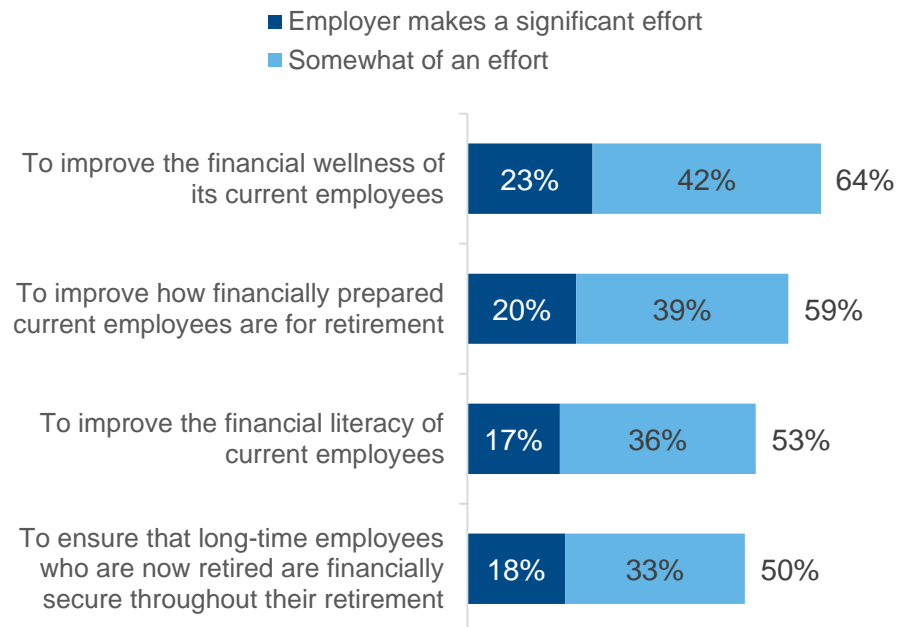 Employer makes a significant effort
Somewhat of an effort
To improve the financial wellness of
its current employees
23% 42% 64%
To improve how financially prepared
current employees are for retirement
20% 39% 59%
To improve the financial literacy of
current employees
17% 36% 53%
To ensure that long-time employees
who are now retired are financially
secure throughout their retirement
18% 33% 50%